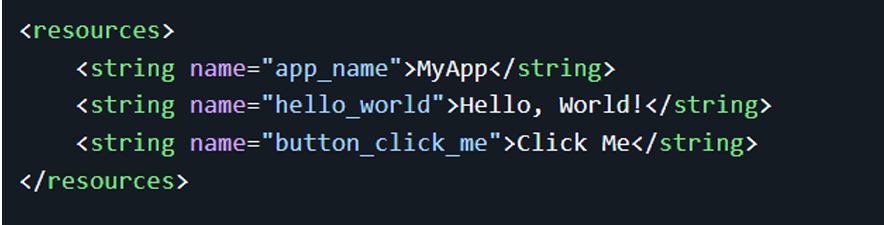 <resources>
    <string name="app_name">MyApp</string>
    <string name="hello_world">Hello, World!</string>
    <string name="button_click_me">Click Me</string>
</resources>